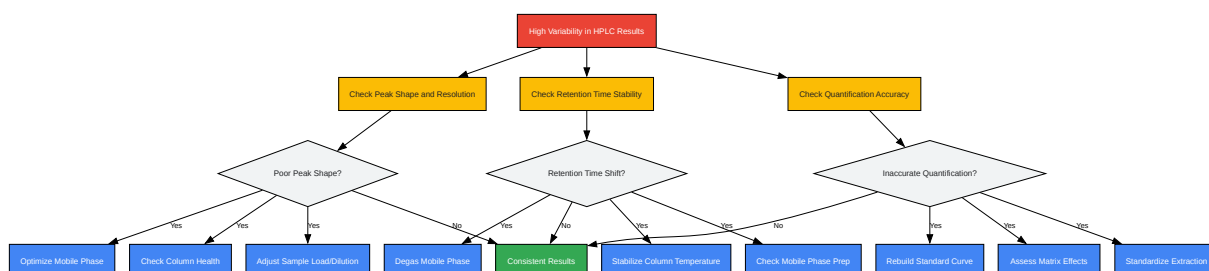 High Variability in HPLC Results
Check Peak Shape and Resolution
Check Retention Time Stability
Check Quantification Accuracy
Poor Peak Shape?
Retention Time Shift?
Inaccurate Quantification?
Yes
Yes
Yes
No
Yes
No
Yes
Yes
No
Yes
Yes
Yes
Optimize Mobile Phase
Check Column Health
Adjust Sample Load/Dilution
Degas Mobile Phase
Consistent Results
Stabilize Column Temperature
Check Mobile Phase Prep
Rebuild Standard Curve
Assess Matrix Effects
Standardize Extraction